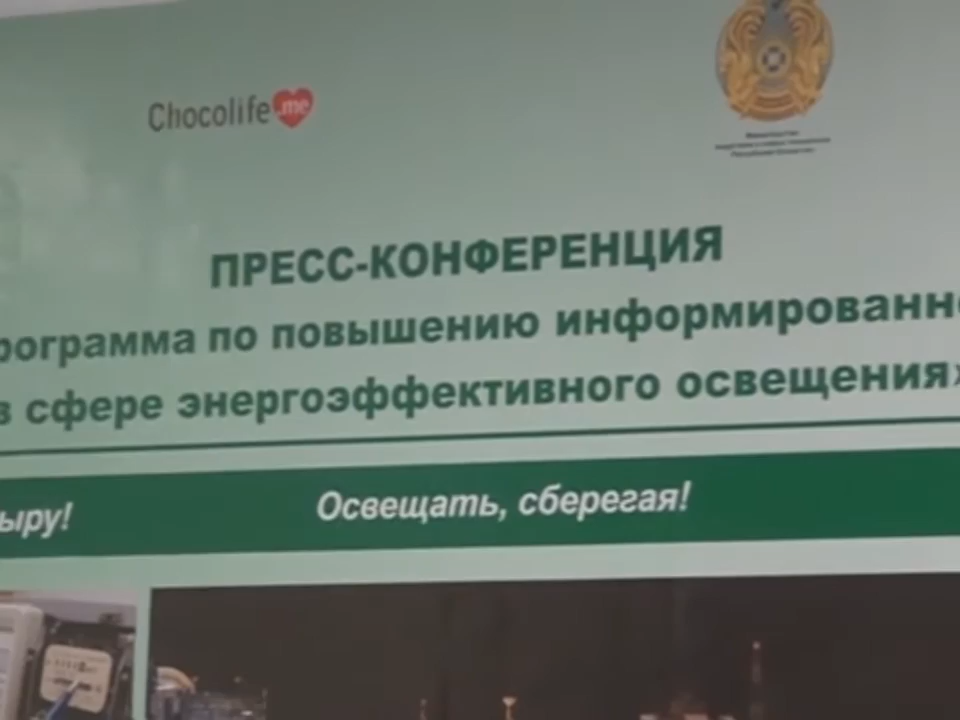 Chocolife.me
ПРЕСС-КОНФЕРЕНЦИЯ
рограмма по повышению информированн
в сфере энергоэффективного освещения»
ыру!
Освещать, сберегая!